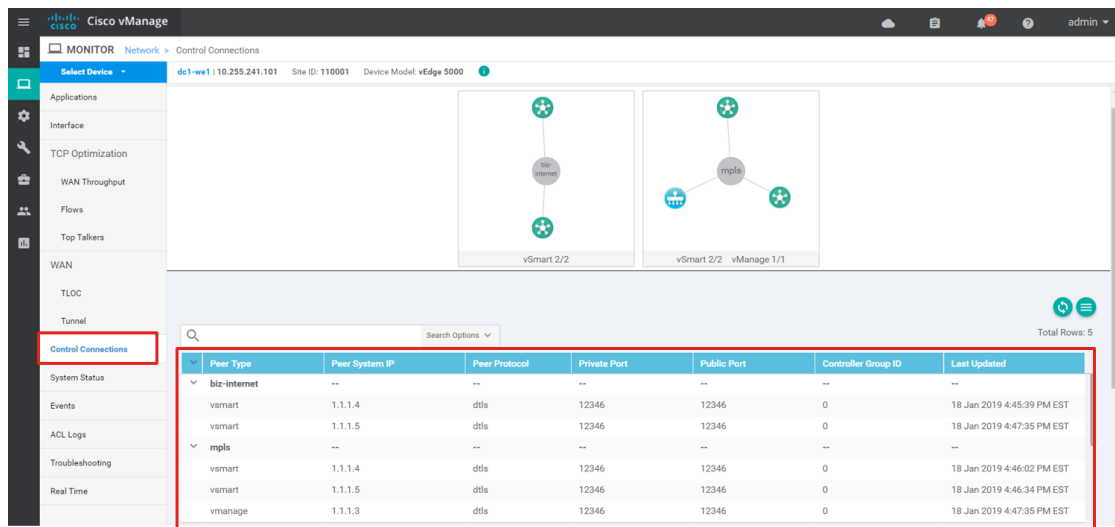 cisco Cisco vManage
47
admin
MONITOR Network > Control Connections
Select Device
dc1-we1 | 10.255.241.101 Site ID: 110001 Device Model: vEdge 5000
Applications
Interface
TCP Optimization
WAN Throughput
Flows
Top Talkers
WAN
TLOC
Tunnel
Control Connections
System Status
Events
ACL Logs
Troubleshooting
Real Time
biz-
internet
vSmart 2/2
mpls
vSmart 2/2 vManage 1/1
Search Options
Total Rows: 5
Peer Type Peer System IP Peer Protocol Private Port Public Port Controller Group ID Last Updated
biz-internet -- -- -- -- -- --
vsmart 1.1.1.4 dtls 12346 12346 0 18 Jan 2019 4:45:39 PM EST
vsmart 1.1.1.5 dtls 12346 12346 0 18 Jan 2019 4:47:35 PM EST
mpls -- -- -- -- -- --
vsmart 1.1.1.4 dtls 12346 12346 0 18 Jan 2019 4:46:02 PM EST
vsmart 1.1.1.5 dtls 12346 12346 0 18 Jan 2019 4:46:34 PM EST
vmanage 1.1.1.3 dtls 12346 12346 0 18 Jan 2019 4:47:35 PM EST